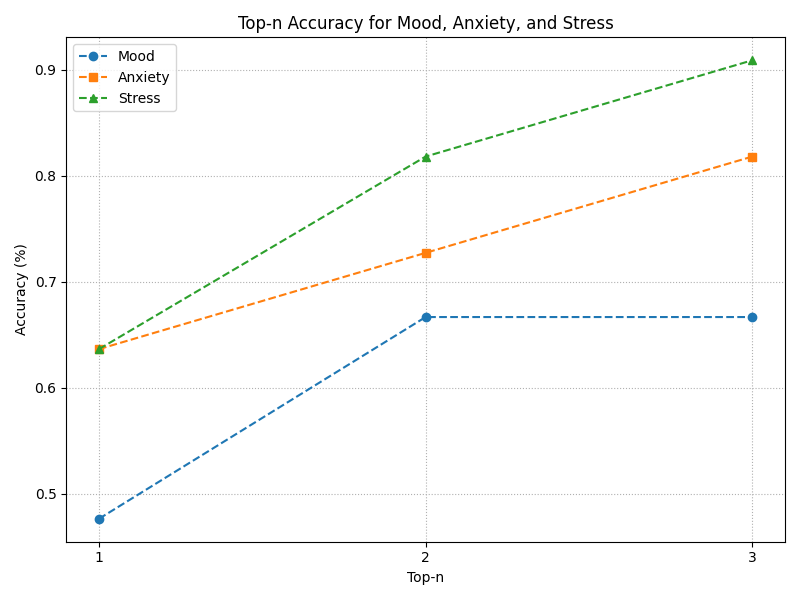 Top-n Accuracy for Mood, Anxiety, and Stress
Mood
Anxiety
Stress
Accuracy (%)
0.9
0.8
0.7
0.6
0.5
1
2
3
Top-n